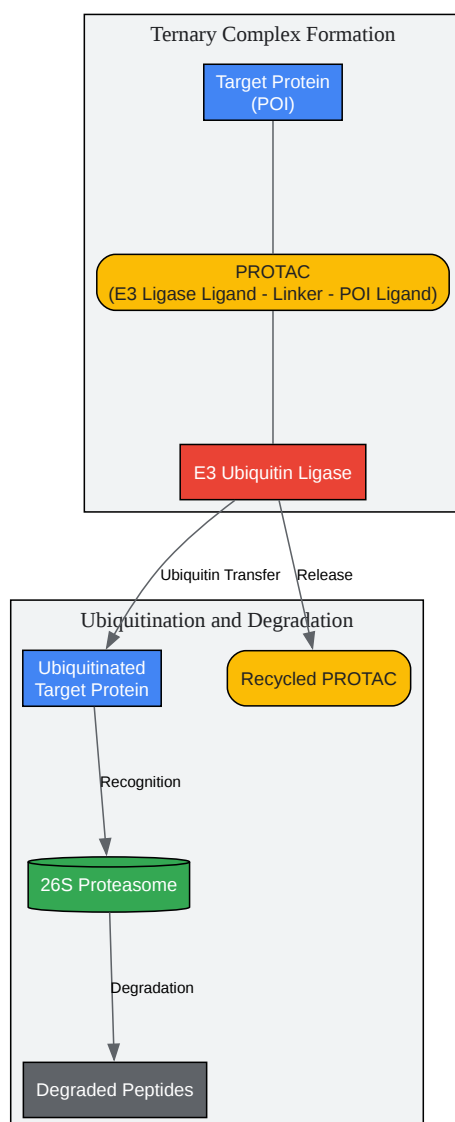 Ternary Complex Formation
Target Protein
(POI)
PROTAC
(E3 Ligase Ligand - Linker - POI Ligand)
E3 Ubiquitin Ligase
Ubiquitin Transfer
Release
Ubiquitination and Degradation
Ubiquitinated
Target Protein
Recycled PROTAC
Recognition
26S Proteasome
Degradation
Degraded Peptides